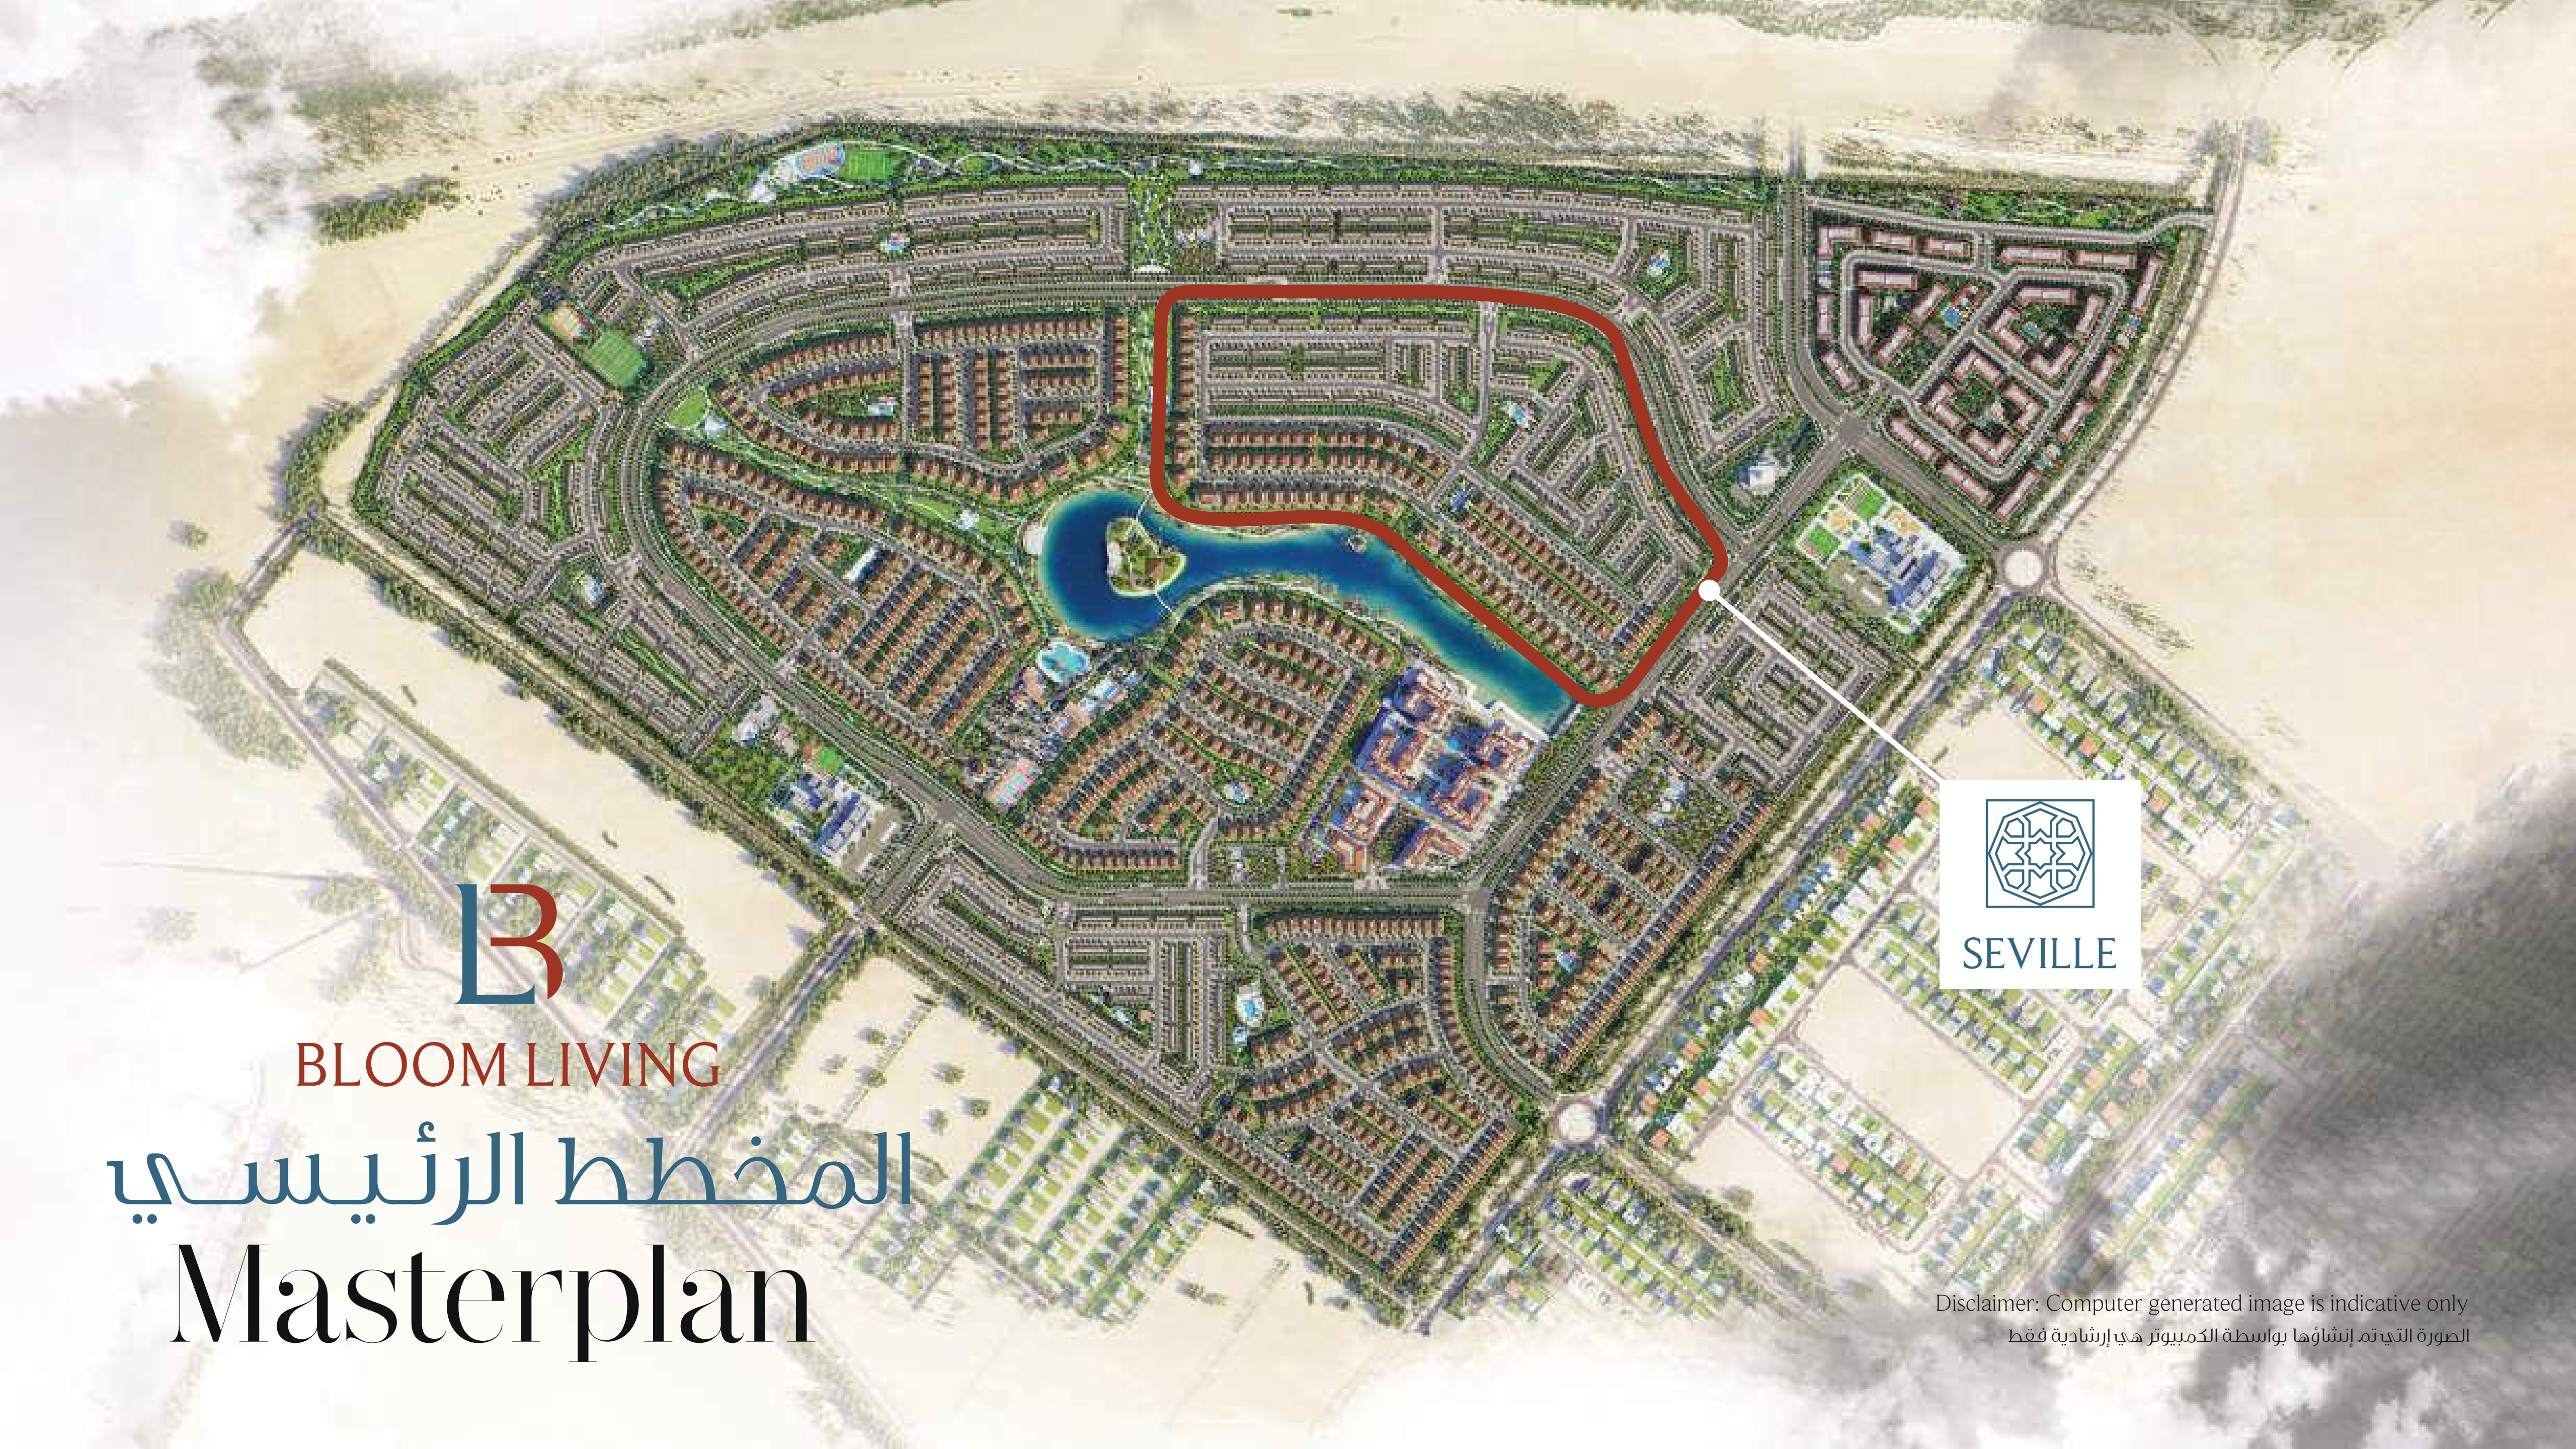 BLOOM LIVING
المخطط الرئيسي
Masterplan
SEVILLE
Disclaimer: Computer generated image is indicative only
الصورة التي تم إنشاؤها بواسطة الكمبيوتر هي إرشادية فقط